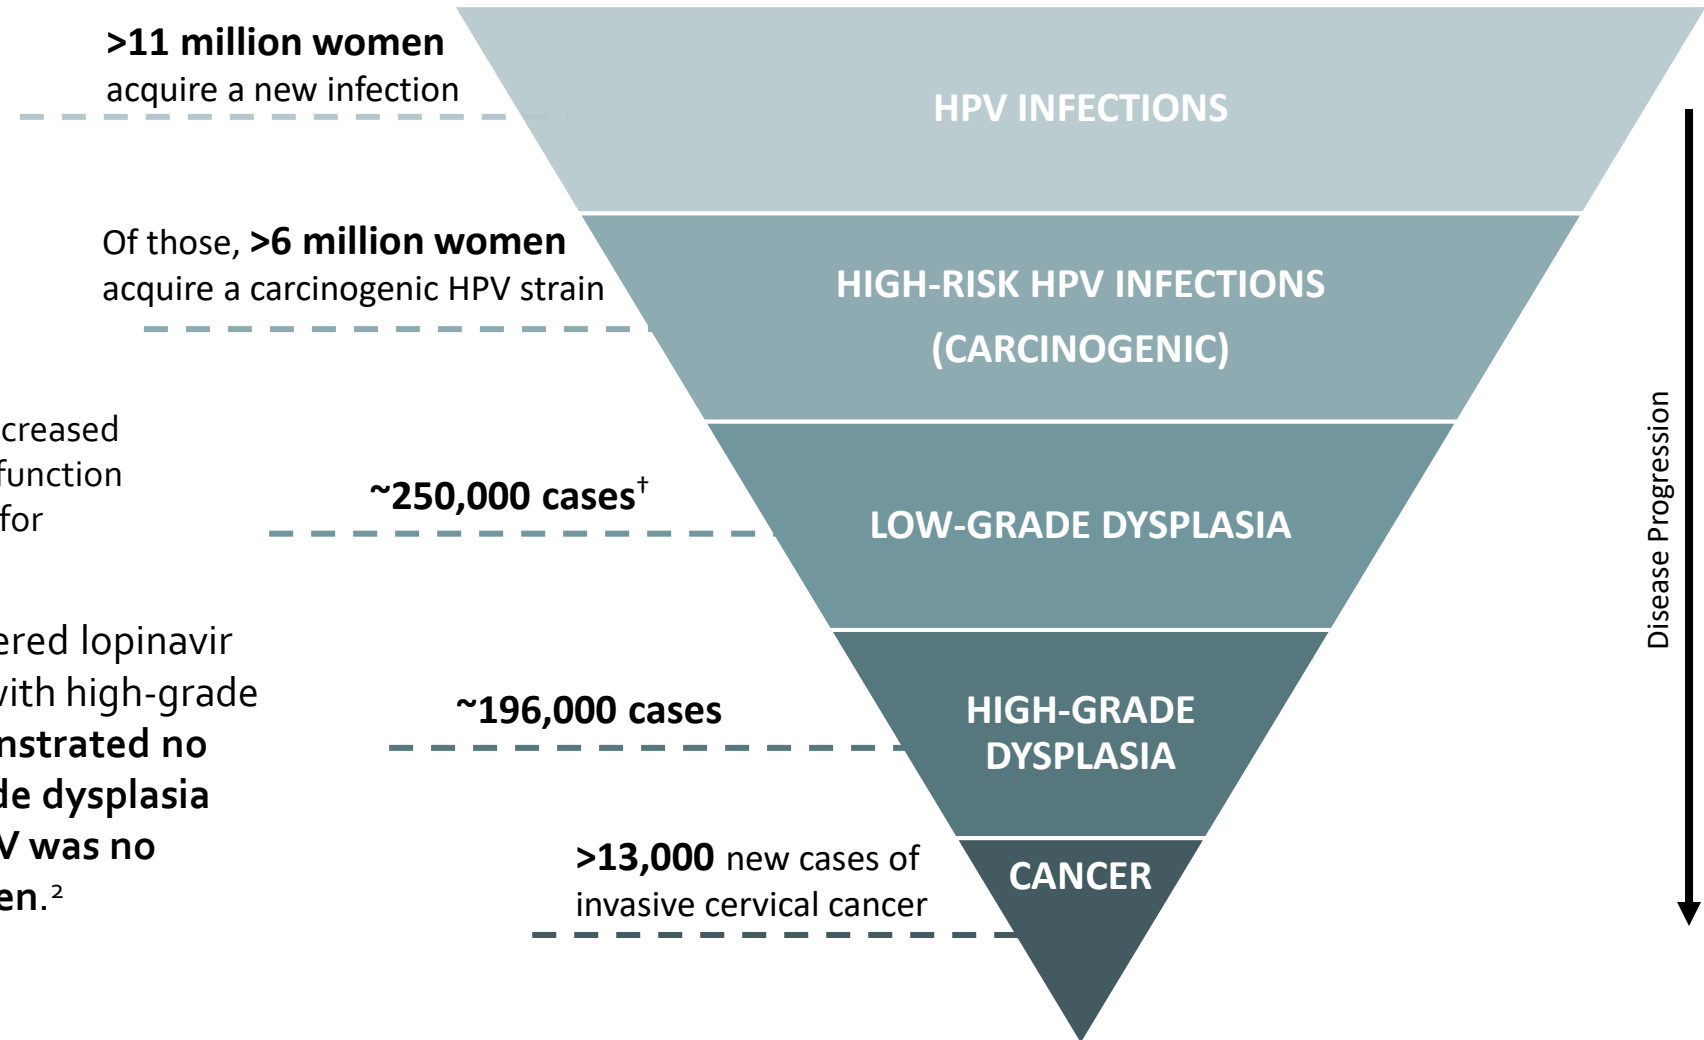 >11 million women
acquire a new infection
HPV INFECTIONS
Of those, >6 million women
acquire a carcinogenic HPV strain
HIGH-RISK HPV INFECTIONS
(CARCINOGENIC)
creased
function
for
~250,000 cases†
LOW-GRADE DYSPLASIA
Disease Progression
ered lopinavir
with high-grade
nstrated no
de dysplasia
V was no
en.²
~196,000 cases
HIGH-GRADE
DYSPLASIA
>13,000 new cases of
invasive cervical cancer
CANCER